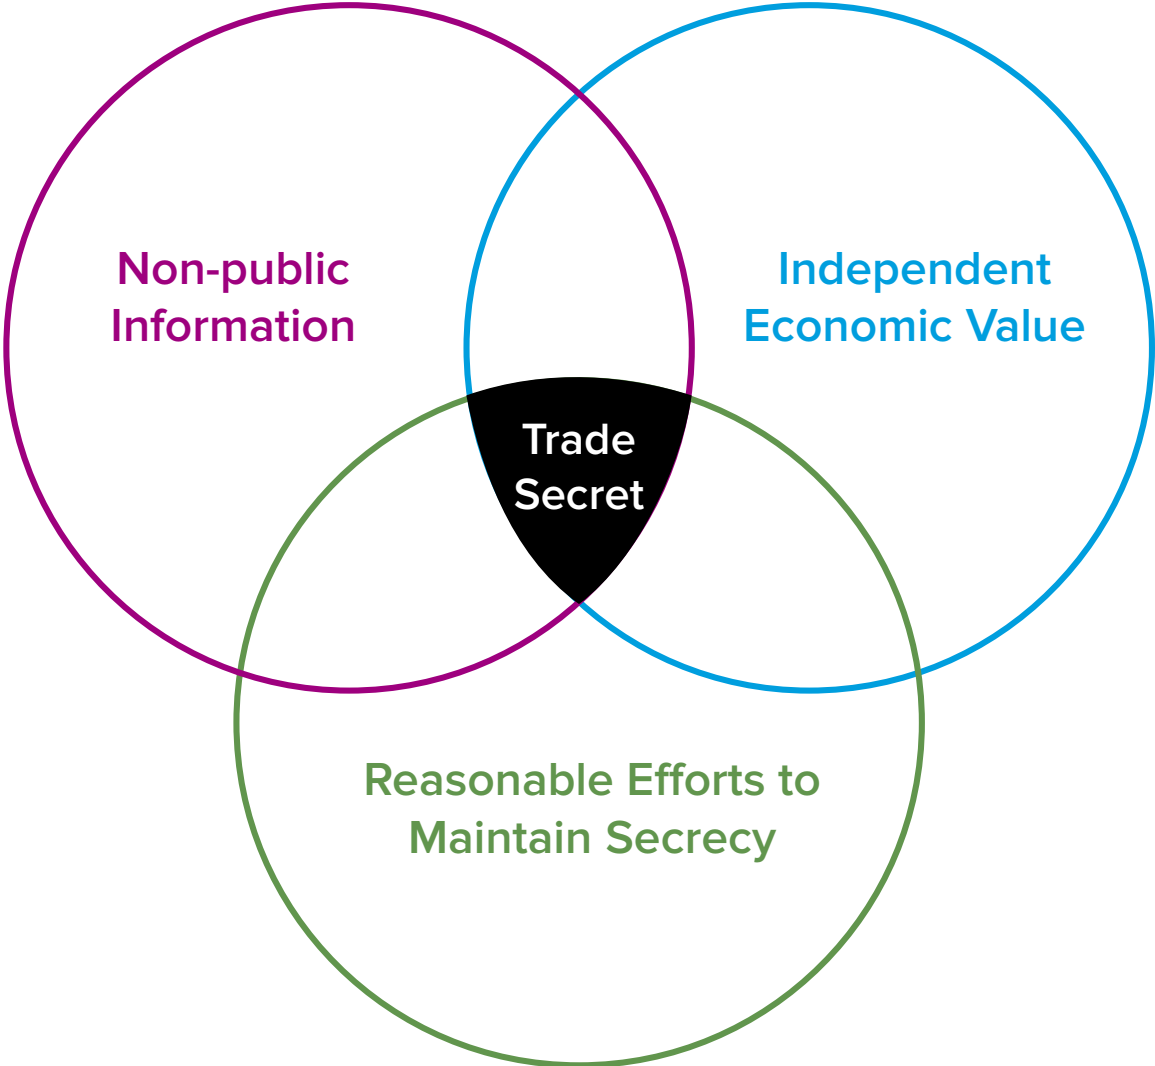 Non-public
Information
Independent
Economic Value
Trade
Secret
Reasonable Efforts to
Maintain Secrecy